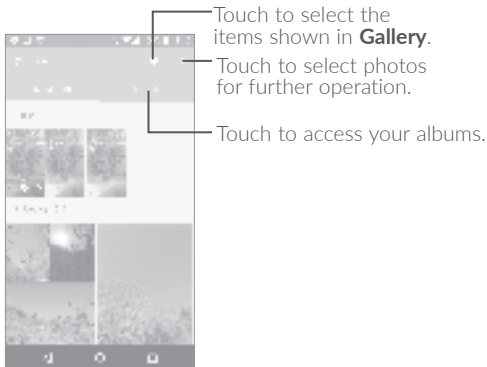 Touch to select the
items shown in Gallery.
Touch to select photos
for further operation.
Touch to access your albums.